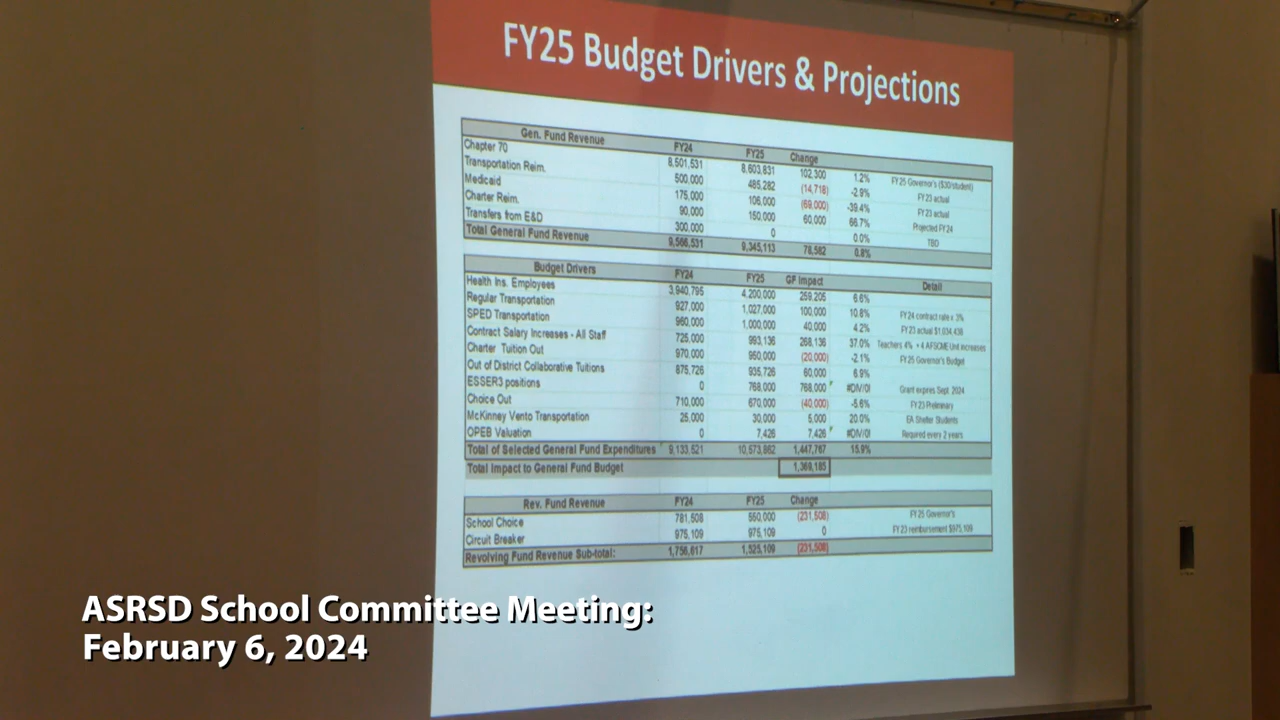 FY25 Budget Drivers & Projections
Gen. Fund Revenue FY24 FY25 Change
Chapter 70 8,501,531 8,603,831 102,300 1.2% FY25 Governor's ($30/student)
Transportation Reim. 500,000 485,282 (14,718) -2.9% FY23 actual
Medicaid 175,000 106,000 (69,000) -39.4% FY23 actual
Charter Reim. 90,000 150,000 60,000 66.7% Projected FY24
Transfers from E&D 300,000 0 0.0% TBD
Total General Fund Revenue 9,566,531 9,345,113 78,582 0.8%
Budget Drivers FY24 FY25 GF Impact Detail
Health Ins. Employees 3,940,795 4,200,000 259,205 6.6%
Regular Transportation 927,000 1,027,000 100,000 10.8% FY24 contract rate x 3%
SPED Transportation 960,000 1,000,000 40,000 4.2% FY23 actual $1,034,438
Contract Salary Increases - All Staff 725,000 993,136 268,136 37.0% Teachers 4% + 4 AFSCME Unit increases
Charter Tuition Out 970,000 950,000 (20,000) -2.1% FY25 Governor's Budget
Out of District Collaborative Tuitions 875,726 935,726 60,000 6.9%
ESSER3 positions 0 768,000 768,000 #DIV/0! Grant expires Sept. 2024
Choice Out 710,000 670,000 (40,000) -5.6% FY23 Preliminary
McKinney Vento Transportation 25,000 30,000 5,000 20.0% EA Shelter Students
OPEB Valuation 0 7,426 7,426 #DIV/0! Required every 2 years
Total of Selected General Fund Expenditures 9,133,521 10,573,862 1,447,767 15.9%
Total Impact to General Fund Budget 1,369,185
Rev. Fund Revenue FY24 FY25 Change
School Choice 781,508 550,000 (231,508) FY25 Governor's
Circuit Breaker 975,109 975,109 0 FY23 reimbursement $975,109
Revolving Fund Revenue Sub-total: 1,756,617 1,525,109 (231,508)
ASRSD School Committee Meeting:
February 6, 2024